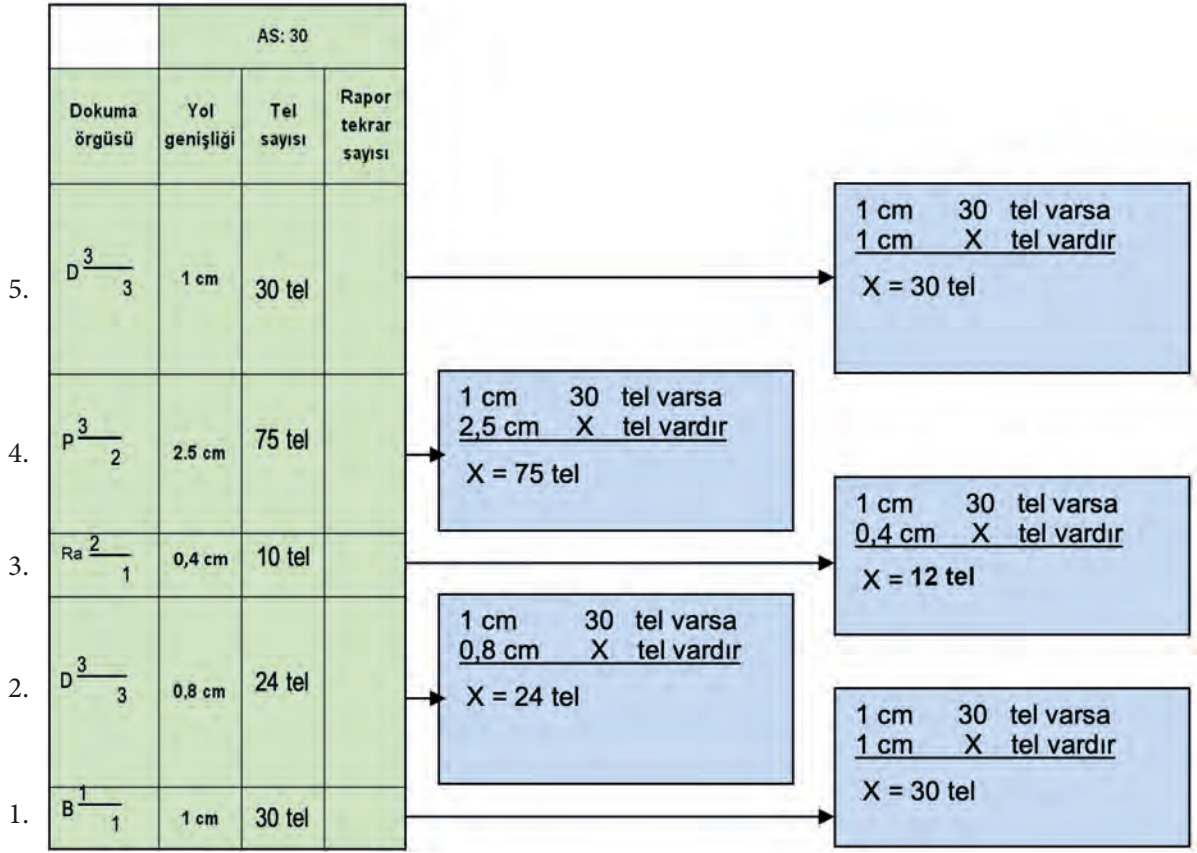 AS: 30
Dokuma örgüsü
Yol genişliği
Tel sayısı
Rapor tekrar sayısı
5.
D 3
3
1 cm
30 tel
1 cm 30 tel varsa
1 cm X tel vardır
X = 30 tel
4.
P 3
2
2.5 cm
75 tel
1 cm 30 tel varsa
2,5 cm X tel vardır
X = 75 tel
3.
Ra 2
1
0,4 cm
10 tel
1 cm 30 tel varsa
0,4 cm X tel vardır
X = 12 tel
2.
D 3
3
0,8 cm
24 tel
1 cm 30 tel varsa
0,8 cm X tel vardır
X = 24 tel
1.
B 1
1
1 cm
30 tel
1 cm 30 tel varsa
1 cm X tel vardır
X = 30 tel